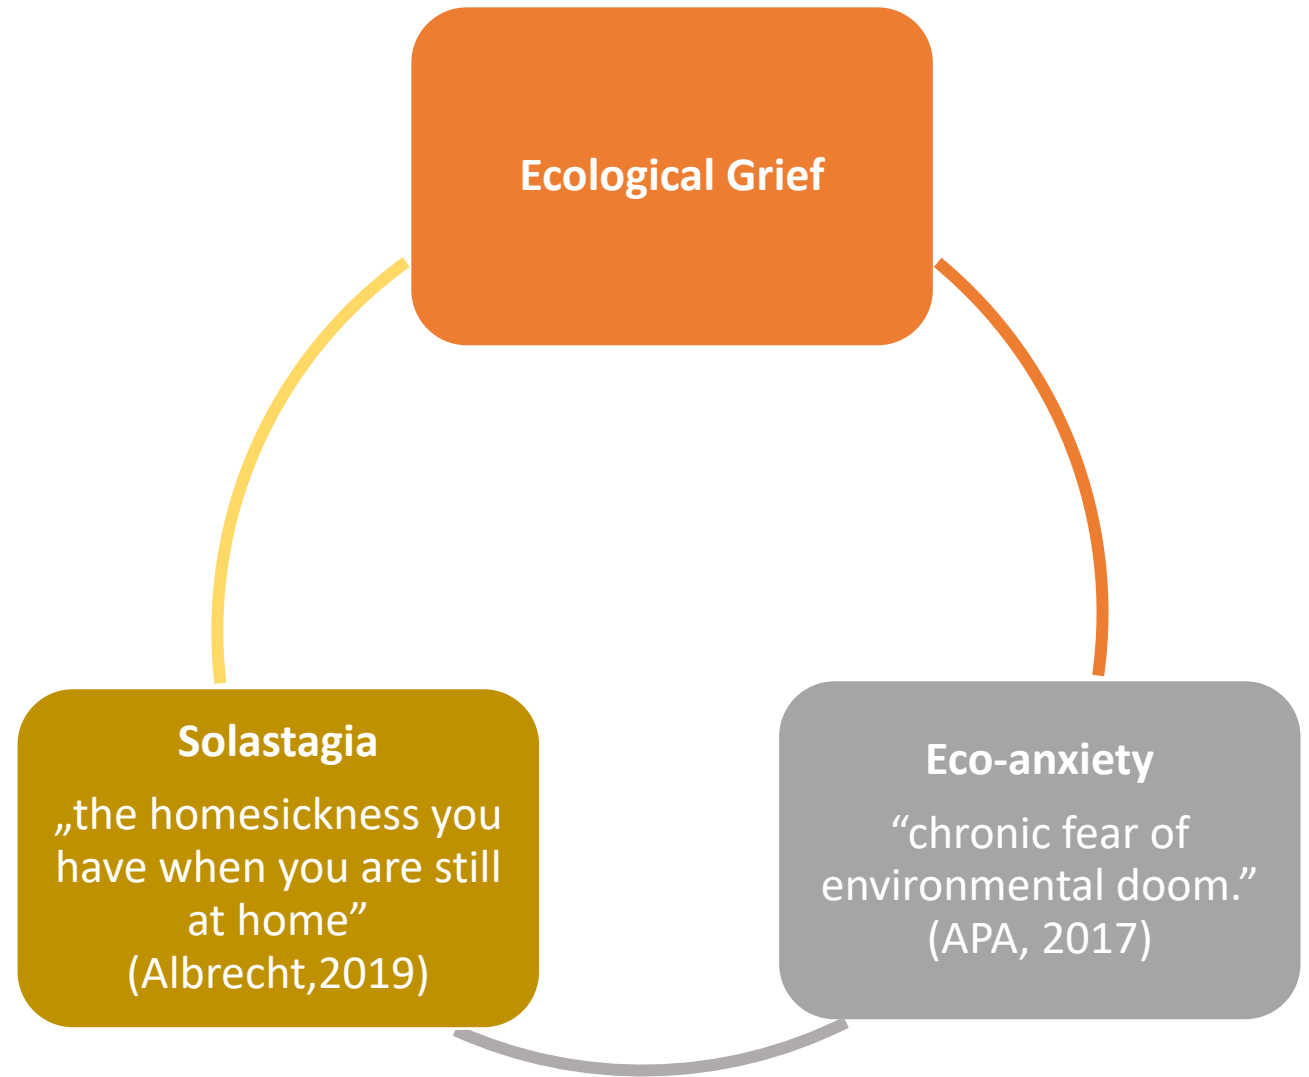 Ecological Grief
Solastagia
„the homesickness you
have when you are still
at home”
(Albrecht,2019)
Eco-anxiety
“chronic fear of
environmental doom.”
(APA, 2017)